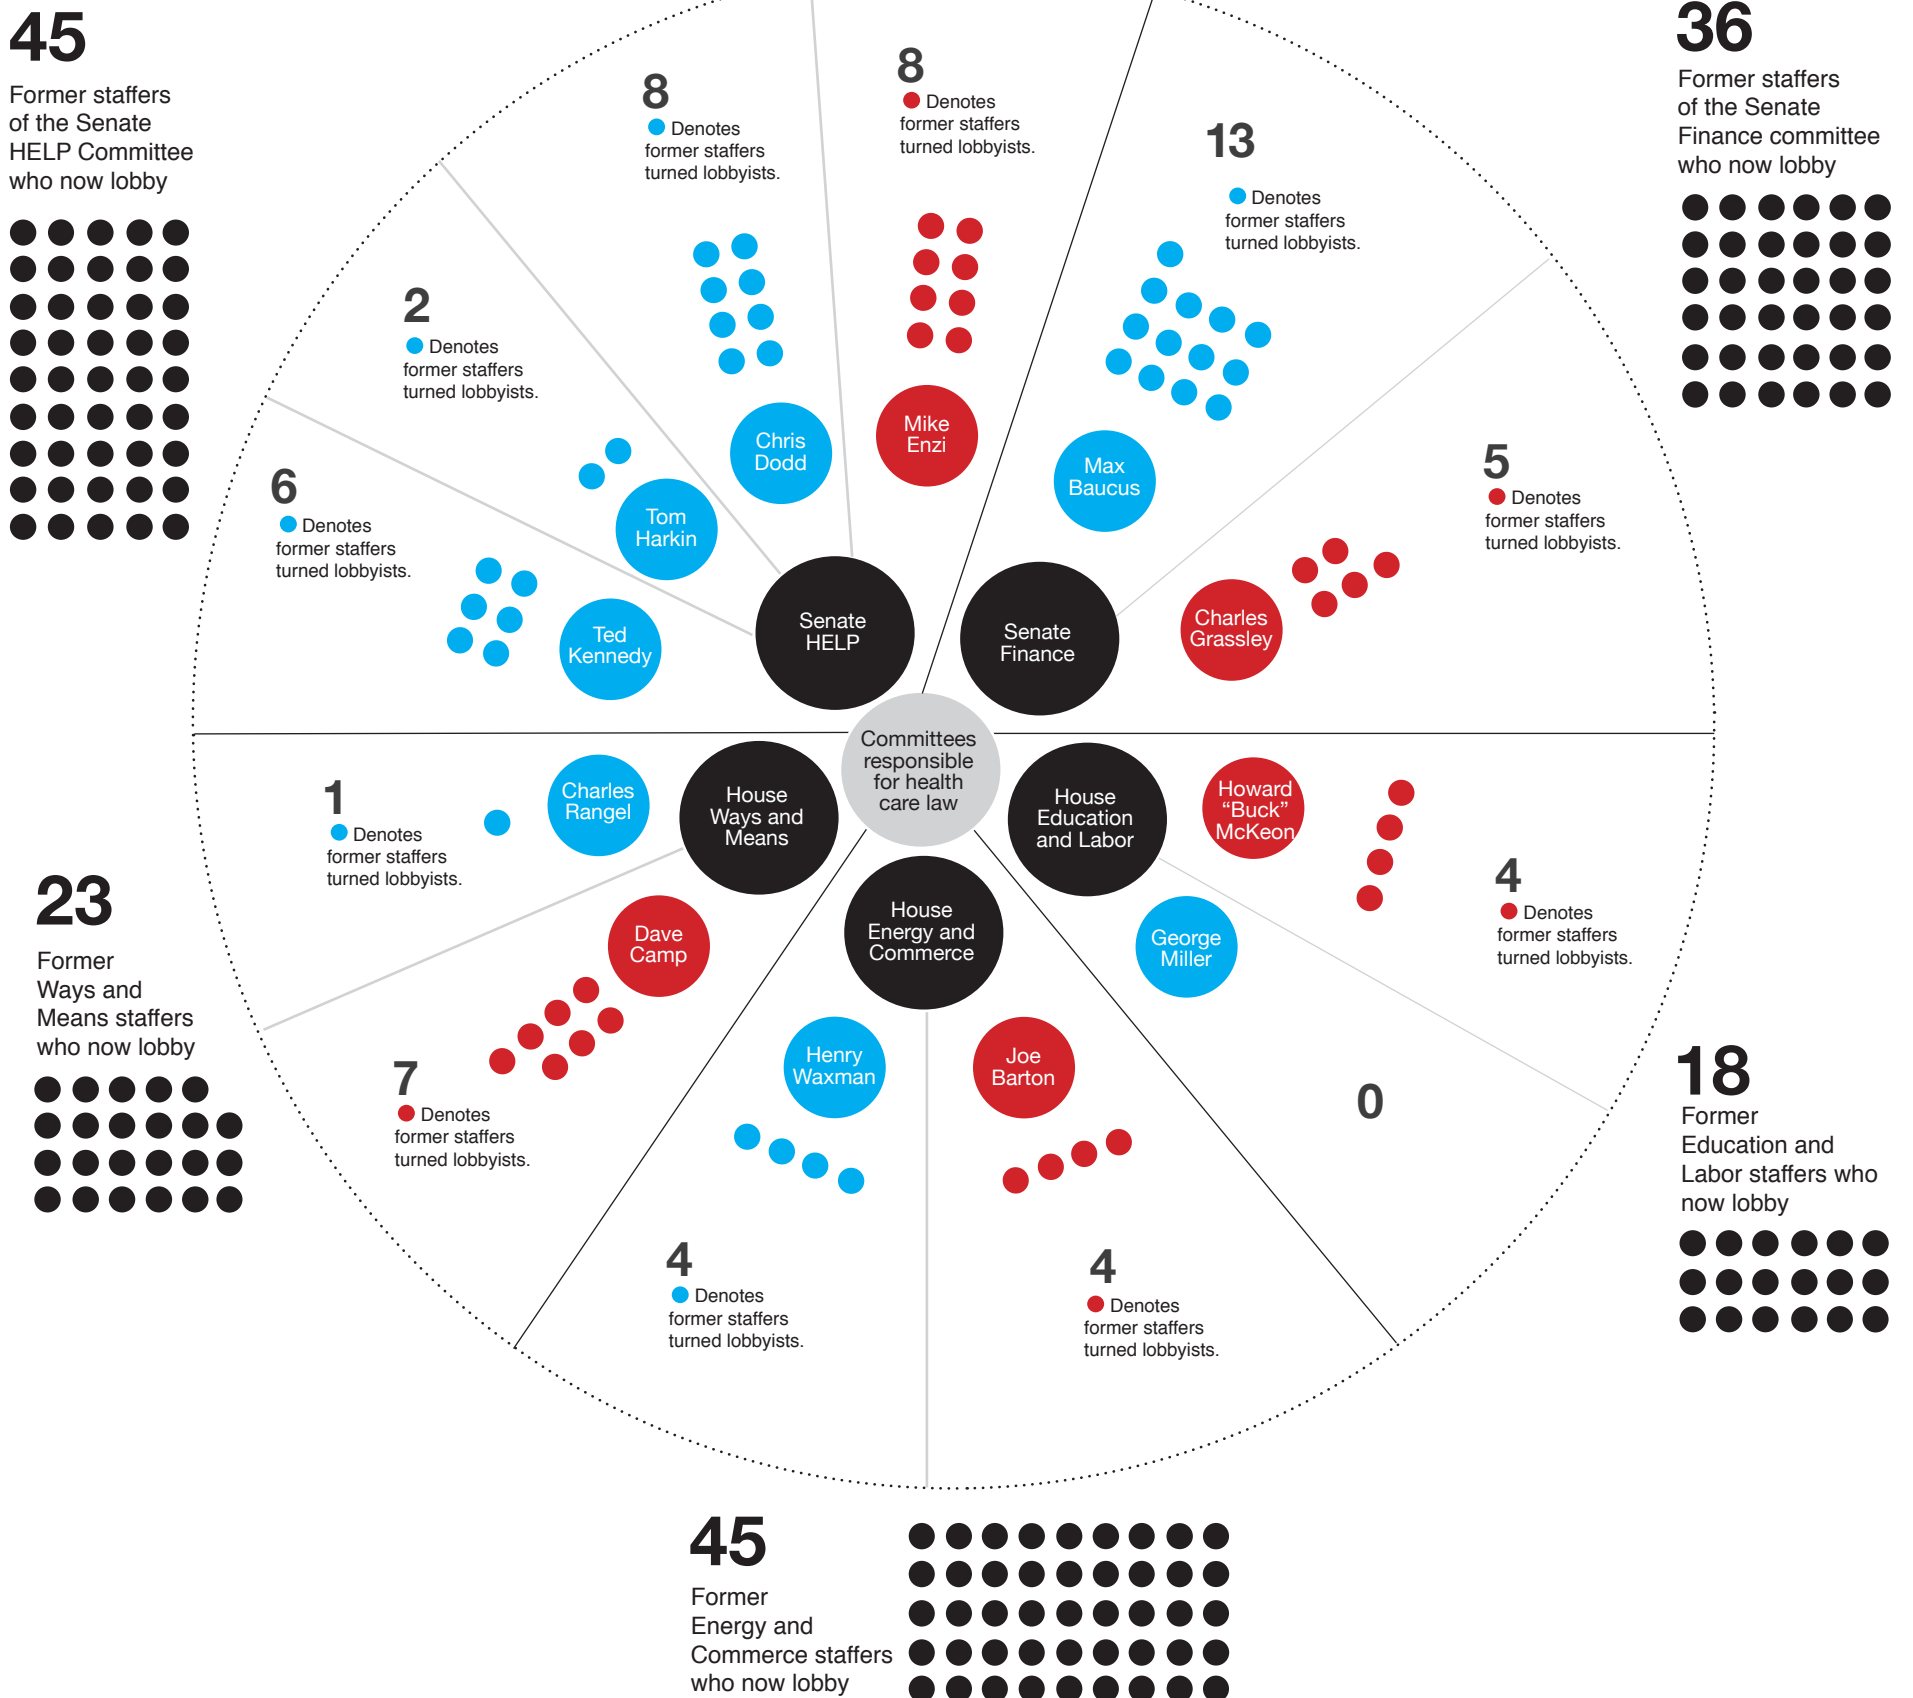 45
Former staffers
of the Senate
HELP Committee
who now lobby
36
Former staffers
of the Senate
Finance committee
who now lobby
8
Denotes
former staffers
turned lobbyists.
8
Denotes
former staffers
turned lobbyists.
13
Denotes
former staffers
turned lobbyists.
2
Denotes
former staffers
turned lobbyists.
6
Denotes
former staffers
turned lobbyists.
5
Denotes
former staffers
turned lobbyists.
Chris
Dodd
Mike
Enzi
Max
Baucus
Tom
Harkin
Ted
Kennedy
Senate
HELP
Senate
Finance
Charles
Grassley
Committees
responsible
for health
care law
1
Denotes
former staffers
turned lobbyists.
Charles
Rangel
House
Ways and
Means
House
Education
and Labor
Howard
“Buck”
McKeon
4
Denotes
former staffers
turned lobbyists.
23
Former
Ways and
Means staffers
who now lobby
Dave
Camp
House
Energy and
Commerce
George
Miller
7
Denotes
former staffers
turned lobbyists.
Henry
Waxman
Joe
Barton
0
18
Former
Education and
Labor staffers who
now lobby
4
Denotes
former staffers
turned lobbyists.
4
Denotes
former staffers
turned lobbyists.
45
Former
Energy and
Commerce staffers
who now lobby